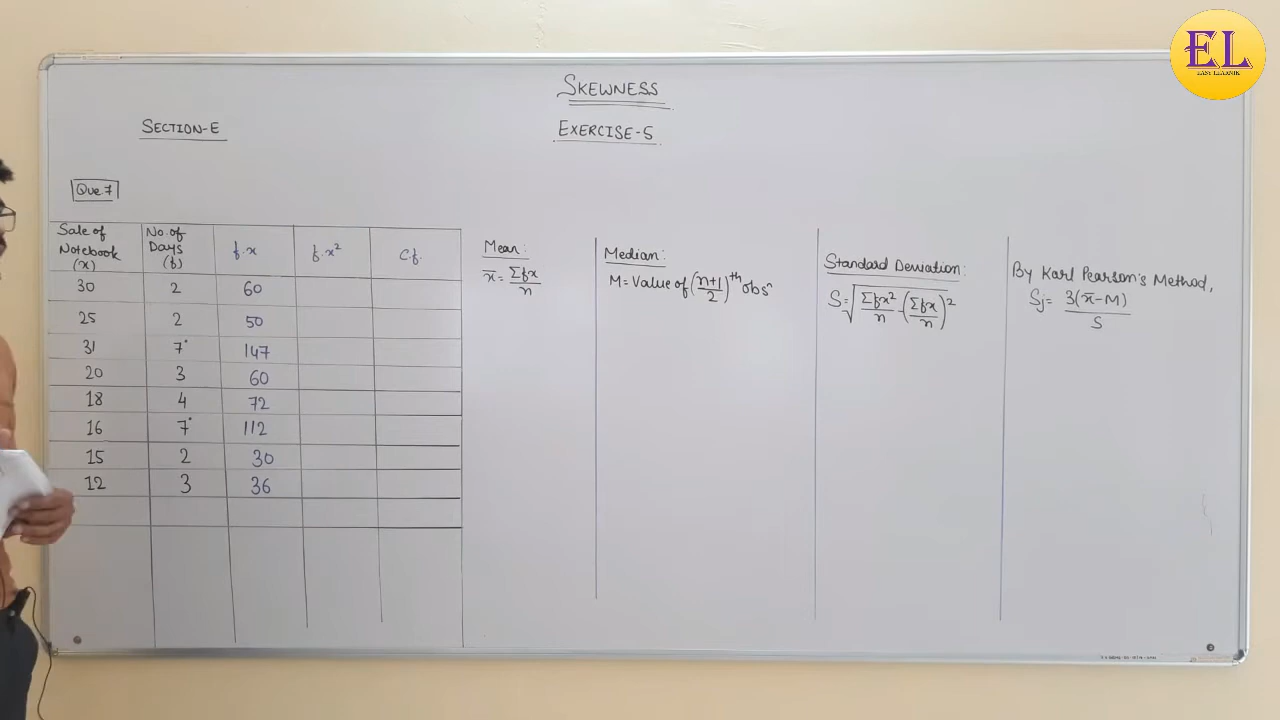 EL
EASY LEARNIK
SKEWNESS
SECTION-E
EXERCISE-5
Que 7
Sale of Notebook (x) | No. of Days (f) | f.x | f.x² | c.f.
30 | 2 | 60
25 | 2 | 50
31 | 7 | 147
20 | 3 | 60
18 | 4 | 72
16 | 7 | 112
15 | 2 | 30
12 | 3 | 36
Mean:
x̄ = Σfx/n
Median:
M = Value of (n+1/2)th obsⁿ
Standard Deviation:
S = √(Σfx²/n - (Σfx/n)²)
By Karl Pearson's Method,
Sj = 3(x̄-M)/S